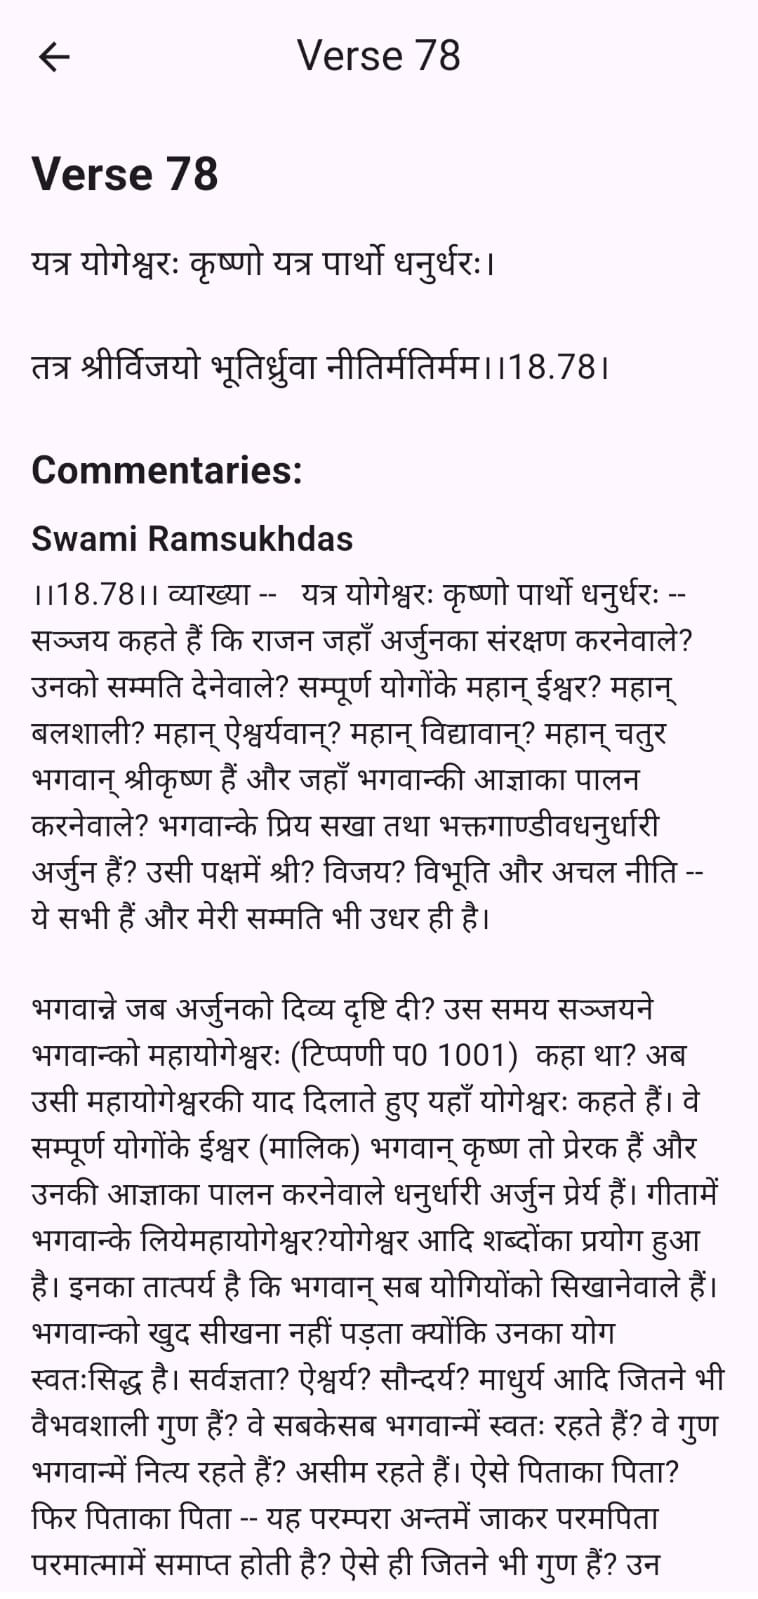 Verse 78
Verse 78
यत्र योगेश्वरः कृष्णो यत्र पार्थो धनुर्धरः।
तत्र श्रीर्विजयो भूतिर्ध्रुवा नीतिर्मतिर्मम।।18.78।
Commentaries:
Swami Ramsukhdas
।।18.78।। व्याख्या -- यत्र योगेश्वरः कृष्णो पार्थो धनुर्धरः --
सञ्जय कहते हैं कि राजन जहाँ अर्जुनका संरक्षण करनेवाले?
उनको सम्मति देनेवाले? सम्पूर्ण योगोंके महान् ईश्वर? महान्
बलशाली? महान् ऐश्वर्यवान्? महान् विद्यावान्? महान् चतुर
भगवान् श्रीकृष्ण हैं और जहाँ भगवान्की आज्ञाका पालन
करनेवाले? भगवान्के प्रिय सखा तथा भक्तगाण्डीवधनुर्धारी
अर्जुन हैं? उसी पक्षमें श्री? विजय? विभूति और अचल नीति --
ये सभी हैं और मेरी सम्मति भी उधर ही है।
भगवान्ने जब अर्जुनको दिव्य दृष्टि दी? उस समय सञ्जयने
भगवान्को महायोगेश्वरः (टिप्पणी प0 1001) कहा था? अब
उसी महायोगेश्वरकी याद दिलाते हुए यहाँ योगेश्वरः कहते हैं। वे
सम्पूर्ण योगोंके ईश्वर (मालिक) भगवान् कृष्ण तो प्रेरक हैं और
उनकी आज्ञाका पालन करनेवाले धनुर्धारी अर्जुन प्रेर्य हैं। गीतामें
भगवान्के लियेमहायोगेश्वर?योगेश्वर आदि शब्दोंका प्रयोग हुआ
है। इनका तात्पर्य है कि भगवान् सब योगियोंको सिखानेवाले हैं।
भगवान्को खुद सीखना नहीं पड़ता क्योंकि उनका योग
स्वतःसिद्ध है। सर्वज्ञता? ऐश्वर्य? सौन्दर्य? माधुर्य आदि जितने भी
वैभवशाली गुण हैं? वे सबकेसब भगवान्में स्वतः रहते हैं? वे गुण
भगवान्में नित्य रहते हैं? असीम रहते हैं। ऐसे पिताका पिता?
फिर पिताका पिता -- यह परम्परा अन्तमें जाकर परमपिता
परमात्मामें समाप्त होती है? ऐसे ही जितने भी गुण हैं? उन